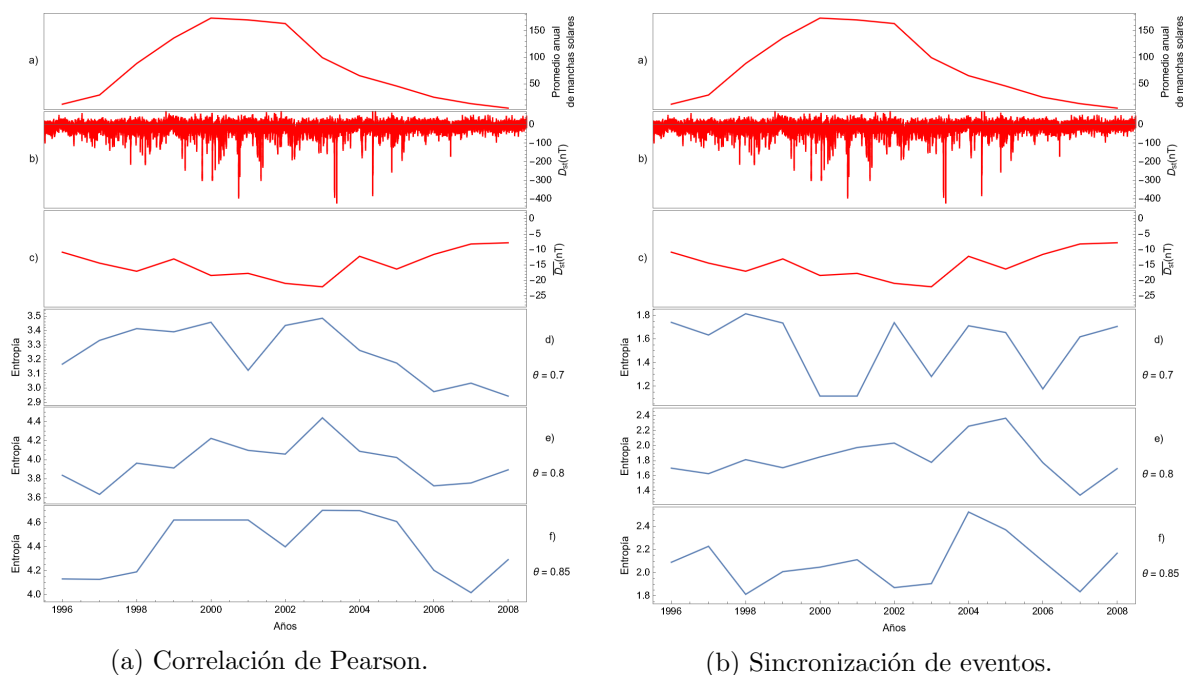 a)
50
100
150
Promedio anual
de manchas solares
b)
0
−100
−200
−300
−400
Dst(nT)
c)
0
−5
−10
−15
−20
−25
Dst(nT)
Entropía
3.5
3.4
3.3
3.2
3.1
3.0
2.9
d)
θ = 0.7
Entropía
4.4
4.2
4.0
3.8
3.6
e)
θ = 0.8
Entropía
4.6
4.4
4.2
4.0
f)
θ = 0.85
1996
1998
2000
2002
2004
2006
2008
Años
(a) Correlación de Pearson.
a)
50
100
150
Promedio anual
de manchas solares
b)
0
−100
−200
−300
−400
Dst(nT)
c)
0
−5
−10
−15
−20
−25
Dst(nT)
Entropía
1.8
1.6
1.4
1.2
d)
θ = 0.7
Entropía
2.4
2.2
2.0
1.8
1.6
1.4
e)
θ = 0.8
Entropía
2.4
2.2
2.0
1.8
f)
θ = 0.85
1996
1998
2000
2002
2004
2006
2008
Años
(b) Sincronización de eventos.